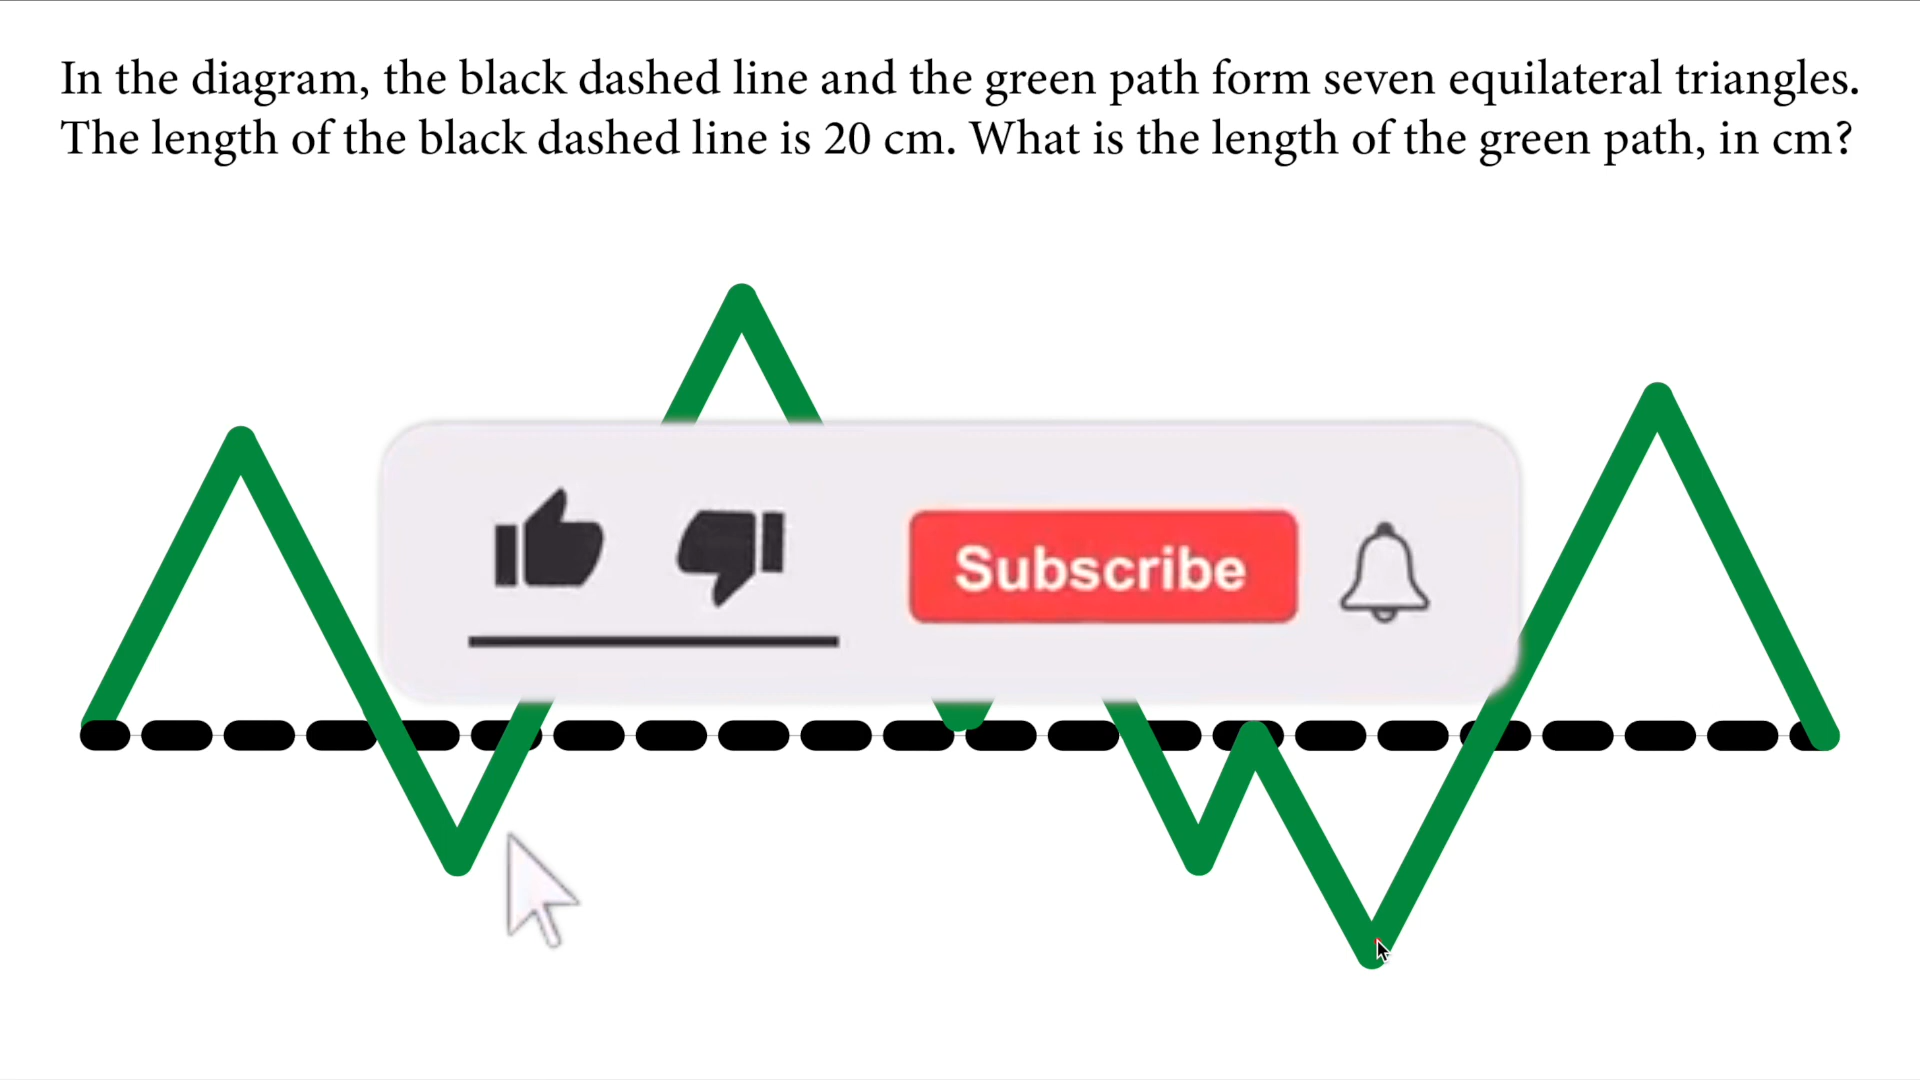 In the diagram, the black dashed line and the green path form seven equilateral triangles.
The length of the black dashed line is 20 cm. What is the length of the green path, in cm?
Subscribe